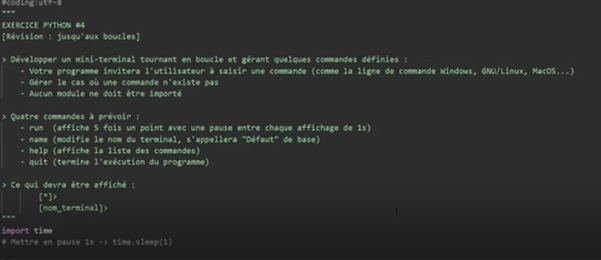 #coding:utf-8
"""
EXERCICE PYTHON #4
[Révision : jusqu'aux boucles]
> Développer un mini-terminal tournant en boucle et gérant quelques commandes définies :
- Votre programme invitera l'utilisateur à saisir une commande (comme la ligne de commande Windows, GNU/Linux, MacOS...)
- Gérer le cas où une commande n'existe pas
- Aucun module ne doit être importé
> Quatre commandes à prévoir :
- run (affiche 5 fois un point avec une pause entre chaque affichage de 1s)
- name (modifie le nom du terminal, s'appellera "Défaut" de base)
- help (affiche la liste des commandes)
- quit (termine l'exécution du programme)
> Ce qui devra être affiché :
[*]>
[nom_terminal]>
"""
import time
# Mettre en pause 1s -> time.sleep(1)